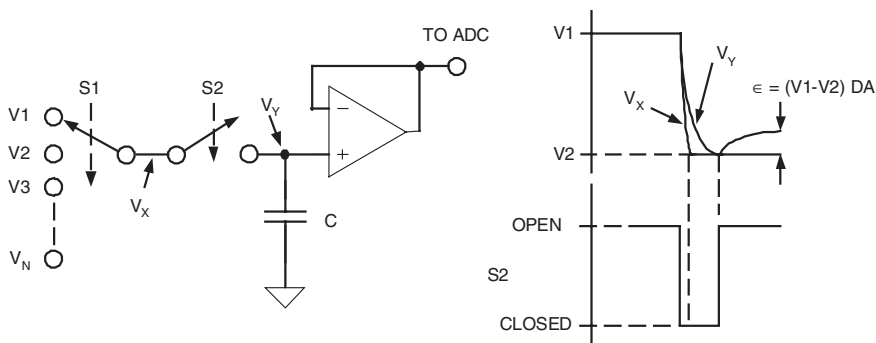 TO ADC
S1
S2
V1
V2
V3
VN
VX
VY
−
+
C
V1
V2
VX
VY
∈ = (V1-V2) DA
OPEN
S2
CLOSED